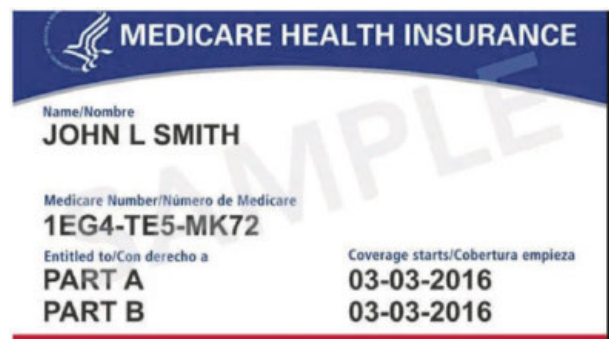 MEDICARE HEALTH INSURANCE
Name/Nombre
JOHN L SMITH
Medicare Number/Número de Medicare
1EG4-TE5-MK72
Entitled to/Con derecho a
Coverage starts/Cobertura empieza
PART A
03-03-2016
PART B
03-03-2016
SAMPLE